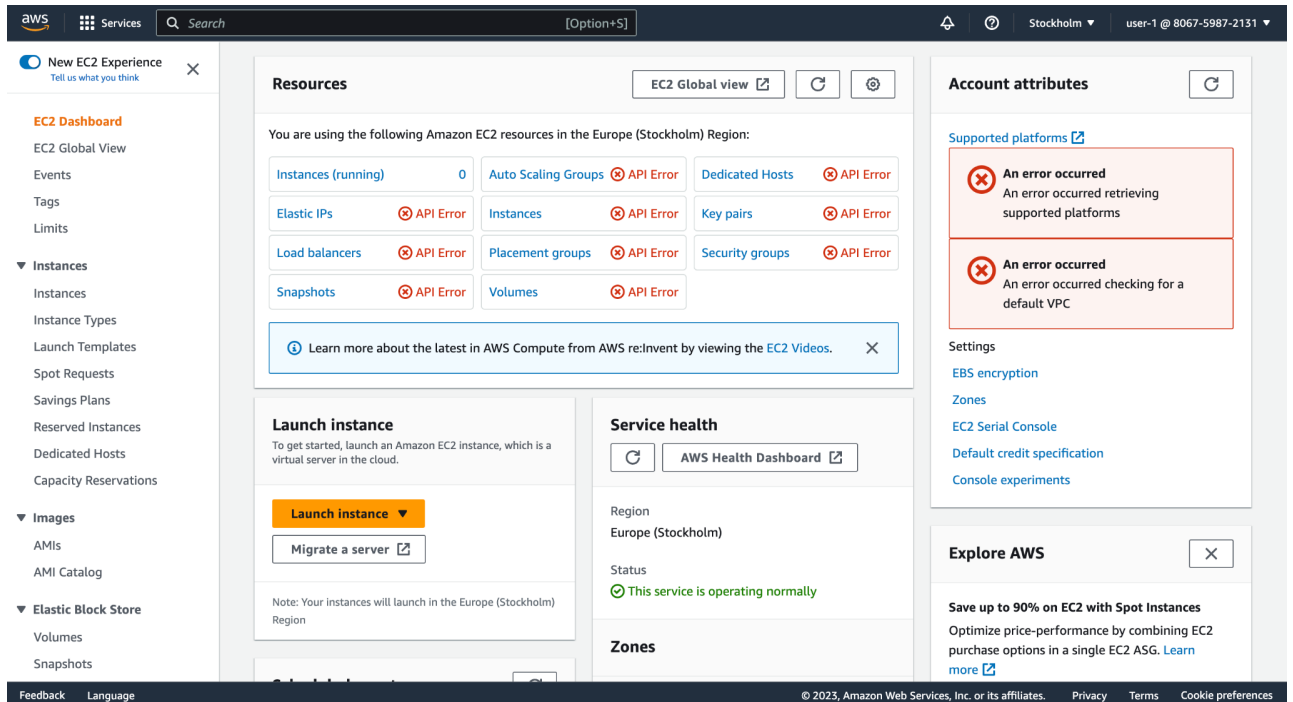 aws
Services
Search
[Option+S]
Stockholm ▼
user-1 @ 8067-5987-2131 ▼
New EC2 Experience
Tell us what you think
EC2 Dashboard
EC2 Global View
Events
Tags
Limits
▼ Instances
Instances
Instance Types
Launch Templates
Spot Requests
Savings Plans
Reserved Instances
Dedicated Hosts
Capacity Reservations
▼ Images
AMIs
AMI Catalog
▼ Elastic Block Store
Volumes
Snapshots
Resources
EC2 Global view
You are using the following Amazon EC2 resources in the Europe (Stockholm) Region:
Instances (running) 0
Auto Scaling Groups API Error
Dedicated Hosts API Error
Elastic IPs API Error
Instances API Error
Key pairs API Error
Load balancers API Error
Placement groups API Error
Security groups API Error
Snapshots API Error
Volumes API Error
Learn more about the latest in AWS Compute from AWS re:Invent by viewing the EC2 Videos.
Launch instance
To get started, launch an Amazon EC2 instance, which is a
virtual server in the cloud.
Launch instance ▼
Migrate a server
Note: Your instances will launch in the Europe (Stockholm)
Region
Service health
AWS Health Dashboard
Region
Europe (Stockholm)
Status
This service is operating normally
Zones
Account attributes
Supported platforms
An error occurred
An error occurred retrieving
supported platforms
An error occurred
An error occurred checking for a
default VPC
Settings
EBS encryption
Zones
EC2 Serial Console
Default credit specification
Console experiments
Explore AWS
Save up to 90% on EC2 with Spot Instances
Optimize price-performance by combining EC2
purchase options in a single EC2 ASG. Learn
more
Feedback
Language
© 2023, Amazon Web Services, Inc. or its affiliates.
Privacy
Terms
Cookie preferences